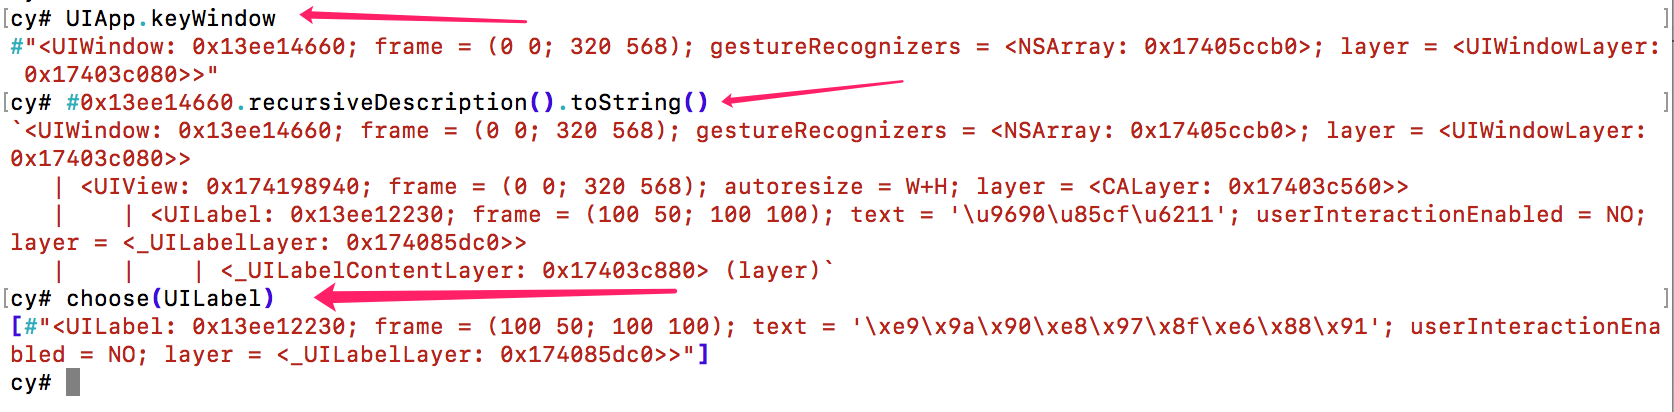 [cy# UIApp.keyWindow ]
#"<UIWindow: 0x13ee14660; frame = (0 0; 320 568); gestureRecognizers = <NSArray: 0x17405ccb0>; layer = <UIWindowLayer:
 0x17403c080>>"
[cy# #0x13ee14660.recursiveDescription().toString() ]
`<UIWindow: 0x13ee14660; frame = (0 0; 320 568); gestureRecognizers = <NSArray: 0x17405ccb0>; layer = <UIWindowLayer:
0x17403c080>>
   | <UIView: 0x174198940; frame = (0 0; 320 568); autoresize = W+H; layer = <CALayer: 0x17403c560>>
   |    | <UILabel: 0x13ee12230; frame = (100 50; 100 100); text = '\u9690\u85cf\u6211'; userInteractionEnabled = NO;
layer = <_UILabelLayer: 0x174085dc0>>
   |    |    | <_UILabelContentLayer: 0x17403c880> (layer)`
[cy# choose(UILabel) ]
[#"<UILabel: 0x13ee12230; frame = (100 50; 100 100); text = '\xe9\x9a\x90\xe8\x97\x8f\xe6\x88\x91'; userInteractionEna
bled = NO; layer = <_UILabelLayer: 0x174085dc0>>"]
cy#